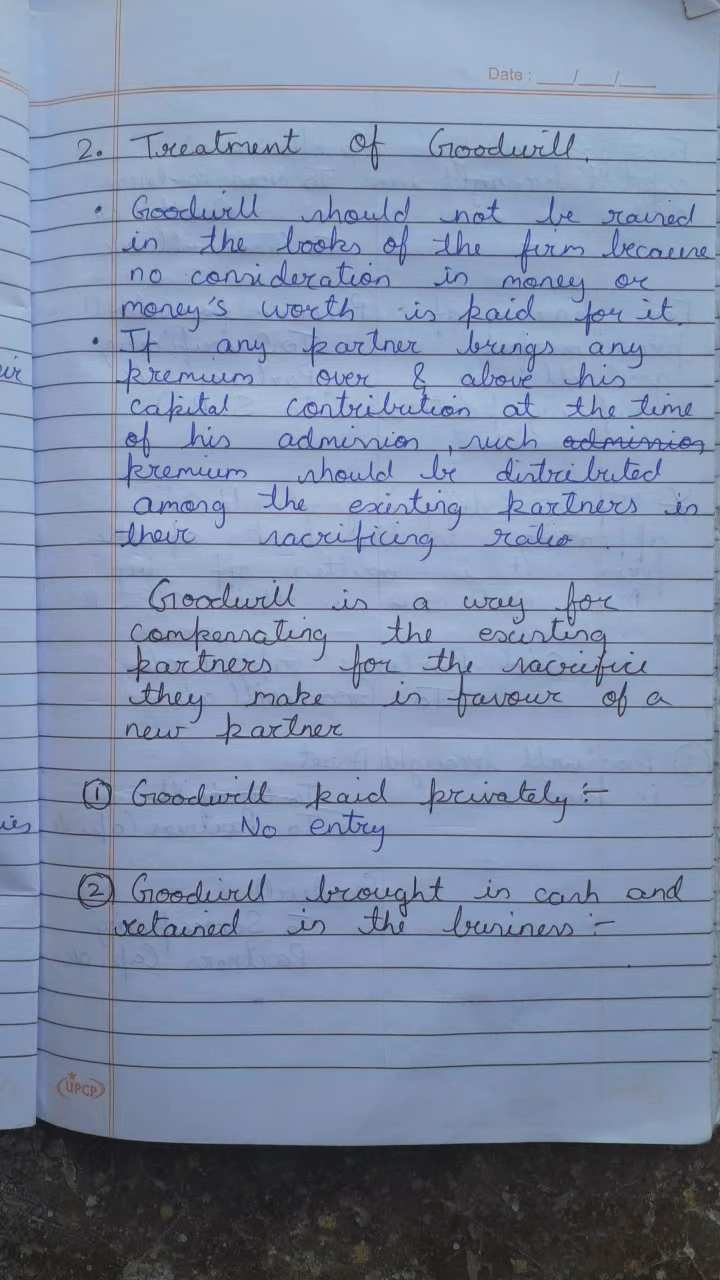 Date : ___/___/___
2. Treatment of Goodwill.
• Goodwill should not be raised
in the books of the firm because
no consideration in money or
money's worth is paid for it.
• If any partner brings any
premium over & above his
capital contribution at the time
of his admission, such admission
premium should be distributed
among the existing partners in
their sacrificing ratio.
Goodwill is a way for
compensating the existing
partners for the sacrifice
they make in favour of a
new partner
① Goodwill paid privately :-
No entry
② Goodwill brought in cash and
retained in the business :-
UPCP